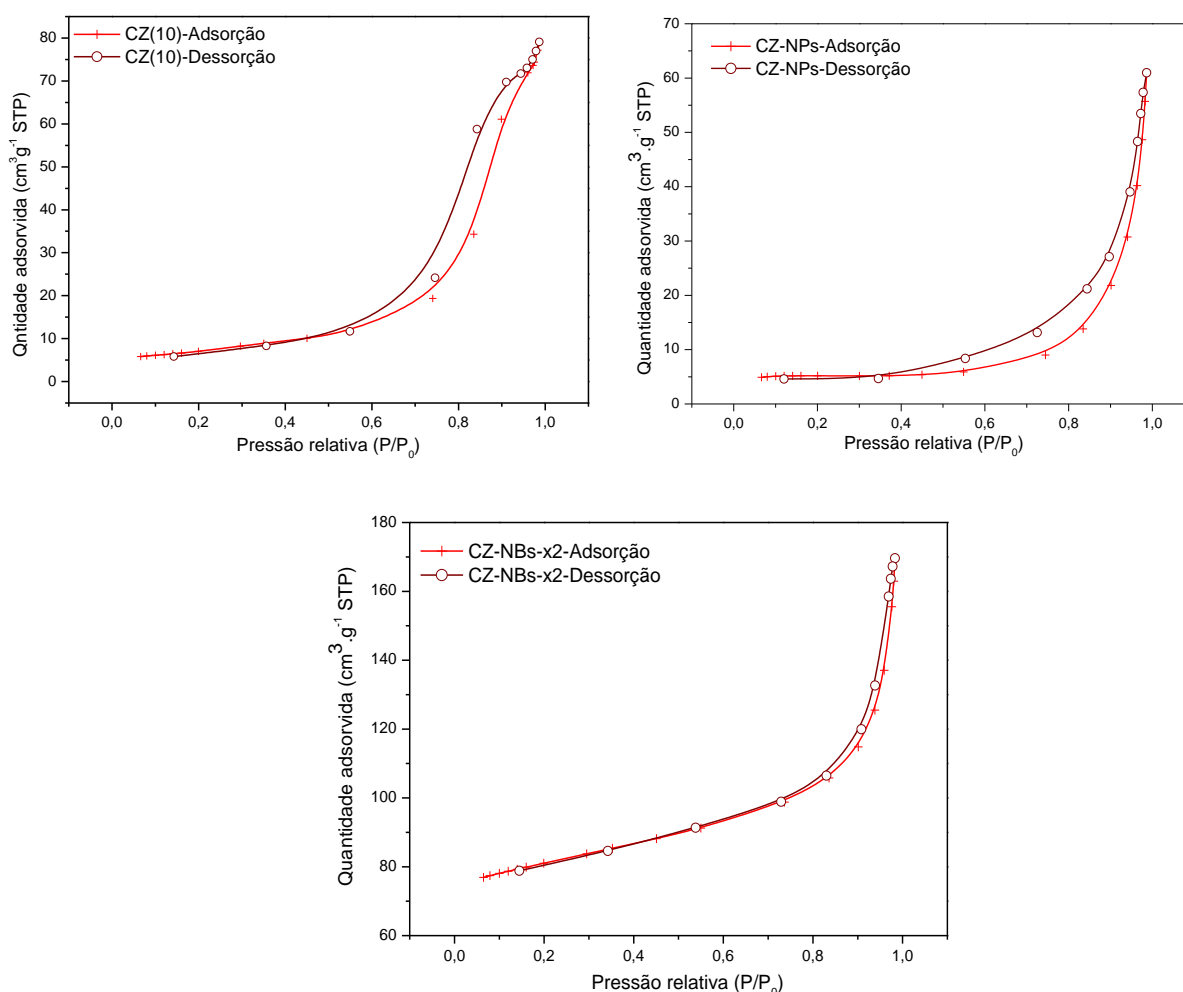 CZ(10)-Adsorção
CZ(10)-Dessorção
Qntidade adsorvida (cm³g⁻¹ STP)
80
70
60
50
40
30
20
10
0
0,0 0,2 0,4 0,6 0,8 1,0
Pressão relativa (P/P₀)
CZ-NPs-Adsorção
CZ-NPs-Dessorção
Quantidade adsorvida (cm³.g⁻¹ STP)
70
60
50
40
30
20
10
0
0,0 0,2 0,4 0,6 0,8 1,0
Pressão relativa (P/P₀)
CZ-NBs-x2-Adsorção
CZ-NBs-x2-Dessorção
Quantidade adsorvida (cm³.g⁻¹ STP)
180
160
140
120
100
80
60
0,0 0,2 0,4 0,6 0,8 1,0
Pressão relativa (P/P₀)